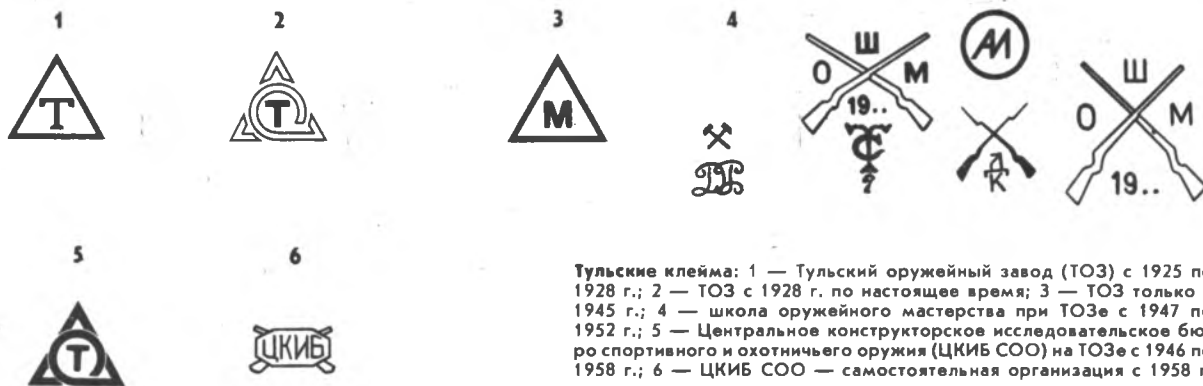 1 2 3 4
Т Т М
О Ш М
19..
АИ
О Ш М
19..
5 6
Т ЦКИБ
Тульские клейма: 1 — Тульский оружейный завод (ТОЗ) с 1925 по
1928 г.; 2 — ТОЗ с 1928 г. по настоящее время; 3 — ТОЗ только
1945 г.; 4 — школа оружейного мастерства при ТОЗе с 1947 по
1952 г.; 5 — Центральное конструкторское исследовательское бю-
ро спортивного и охотничьего оружия (ЦКИБ СОО) на ТОЗе с 1946 по
1958 г.; 6 — ЦКИБ СОО — самостоятельная организация с 1958 г.